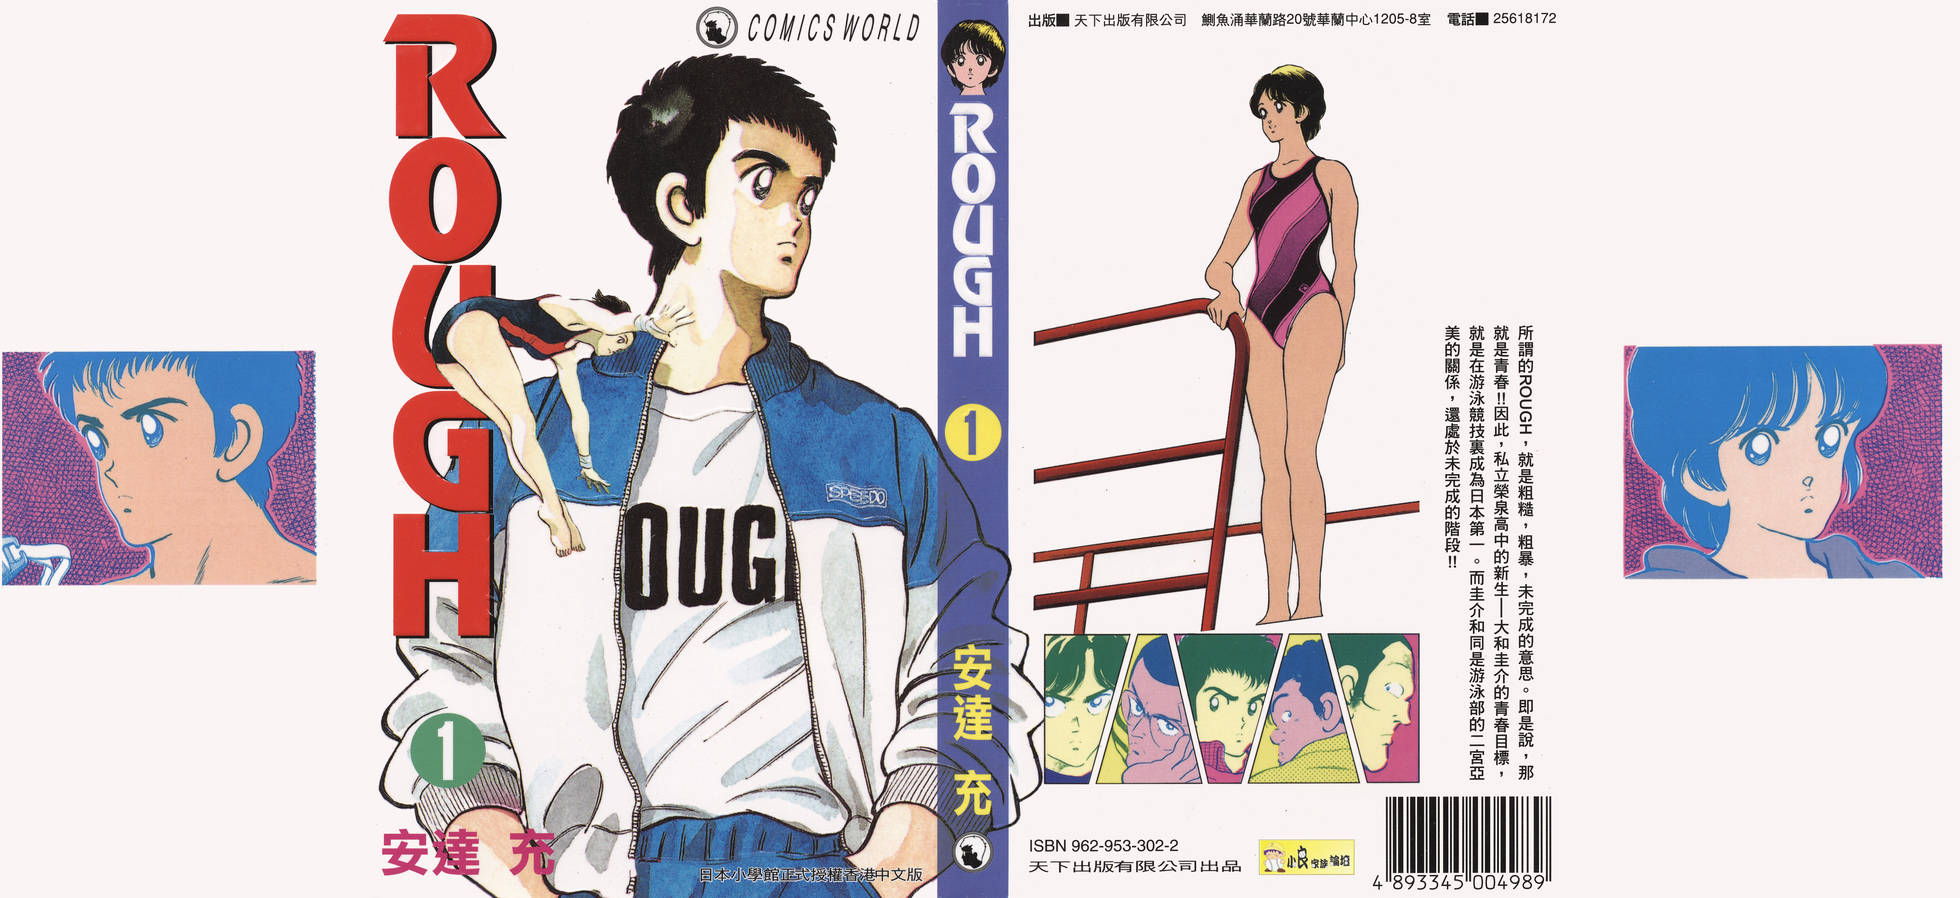 ROUGH
1
安達 充
COMICS WORLD
SPEEDO
OUGH
日本小學館正式授權香港中文版
ROUGH
1
安達 充
出版■天下出版有限公司 鰂魚涌華蘭路20號華蘭中心1205-8室 電話■25618172
所謂的ROUGH，就是粗糙，粗暴，未完成的意思。即是說，那
就是青春!!因此，私立榮泉高中的新生—大和圭介的青春目標，
就是在游泳競技裏成為日本第一。而圭介和同是游泳部的二宮亞
美的關係，還處於未完成的階段!!
ISBN 962-953-302-2
天下出版有限公司出品
小良家族論壇
4 893345 004989